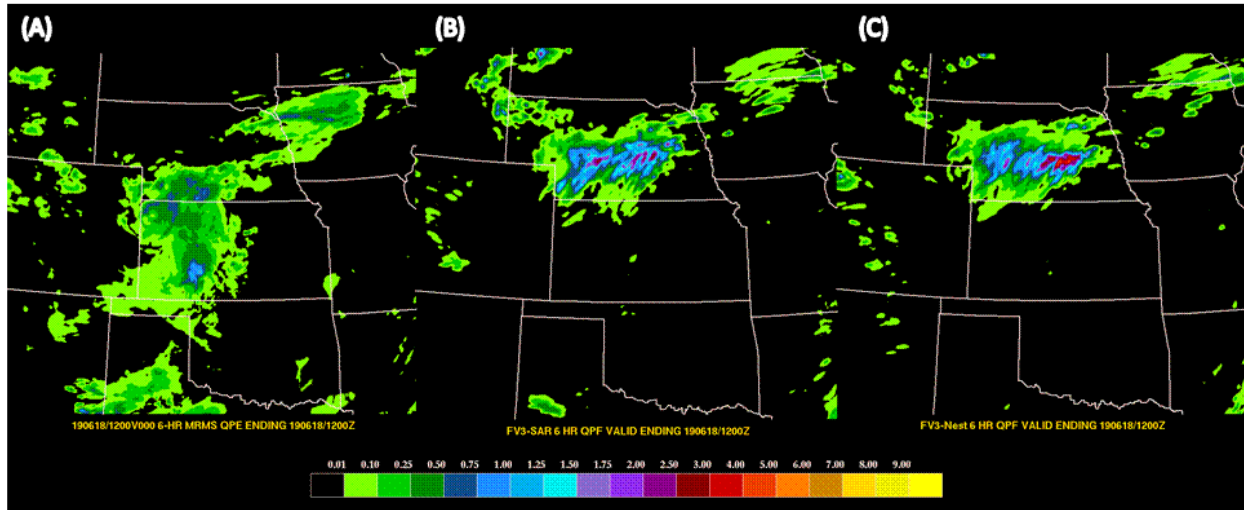 (A)
(B)
(C)
190618/1200V000 6-HR MRMS QPE ENDING 190618/1200Z
FV3-SAR 6 HR QPF VALID ENDING 190618/1200Z
FV3-Nest 6 HR QPF VALID ENDING 190618/1200Z
0.01 0.10 0.25 0.50 0.75 1.00 1.25 1.50 1.75 2.00 2.50 3.00 4.00 5.00 6.00 7.00 8.00 9.00